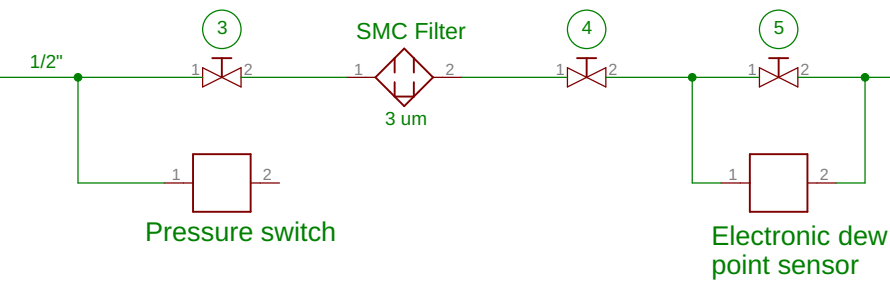 3
4
5
SMC Filter
1/2"
1 2
1 2
1 2
1 2
3 um
1 2
1 2
Pressure switch
Electronic dew
point sensor